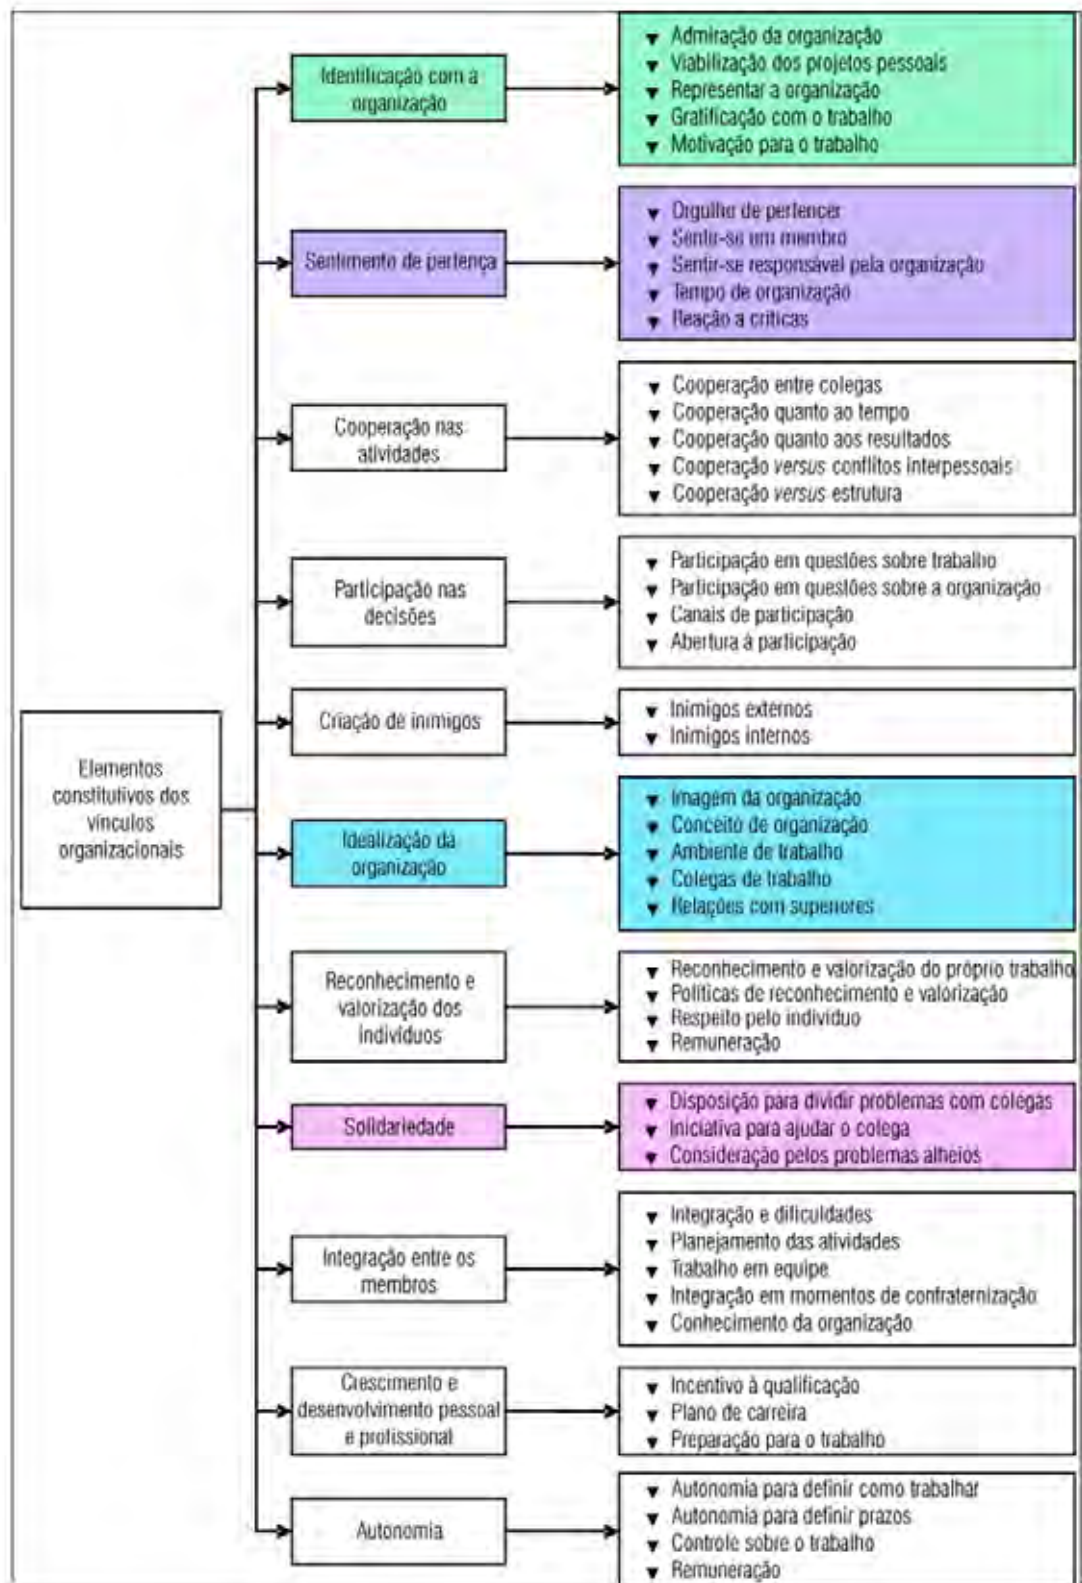 Identificação com a
organização
▼ Admiração da organização
▼ Viabilização dos projetos pessoais
▼ Representar a organização
▼ Gratificação com o trabalho
▼ Motivação para o trabalho
Sentimento de pertença
▼ Orgulho de pertencer
▼ Sentir-se um membro
▼ Sentir-se responsável pela organização
▼ Tempo de organização
▼ Reação a críticas
Cooperação nas
atividades
▼ Cooperação entre colegas
▼ Cooperação quanto ao tempo
▼ Cooperação quanto aos resultados
▼ Cooperação versus conflitos interpessoais
▼ Cooperação versus estrutura
Participação nas
decisões
▼ Participação em questões sobre trabalho
▼ Participação em questões sobre a organização
▼ Canais de participação
▼ Abertura à participação
Criação de inimigos
▼ Inimigos externos
▼ Inimigos internos
Elementos
constitutivos dos
vínculos
organizacionais
Idealização da
organização
▼ Imagem da organização
▼ Conceito de organização
▼ Ambiente de trabalho
▼ Colegas de trabalho
▼ Relações com superiores
Reconhecimento e
valorização dos
indivíduos
▼ Reconhecimento e valorização do próprio trabalho
▼ Políticas de reconhecimento e valorização
▼ Respeito pelo indivíduo
▼ Remuneração
Solidariedade
▼ Disposição para dividir problemas com colegas
▼ Iniciativa para ajudar o colega
▼ Consideração pelos problemas alheios
Integração entre os
membros
▼ Integração e dificuldades
▼ Planejamento das atividades
▼ Trabalho em equipe
▼ Integração em momentos de confraternização
▼ Conhecimento da organização
Crescimento e
desenvolvimento pessoal
e profissional
▼ Incentivo à qualificação
▼ Plano de carreira
▼ Preparação para o trabalho
Autonomia
▼ Autonomia para definir como trabalhar
▼ Autonomia para definir prazos
▼ Controle sobre o trabalho
▼ Remuneração